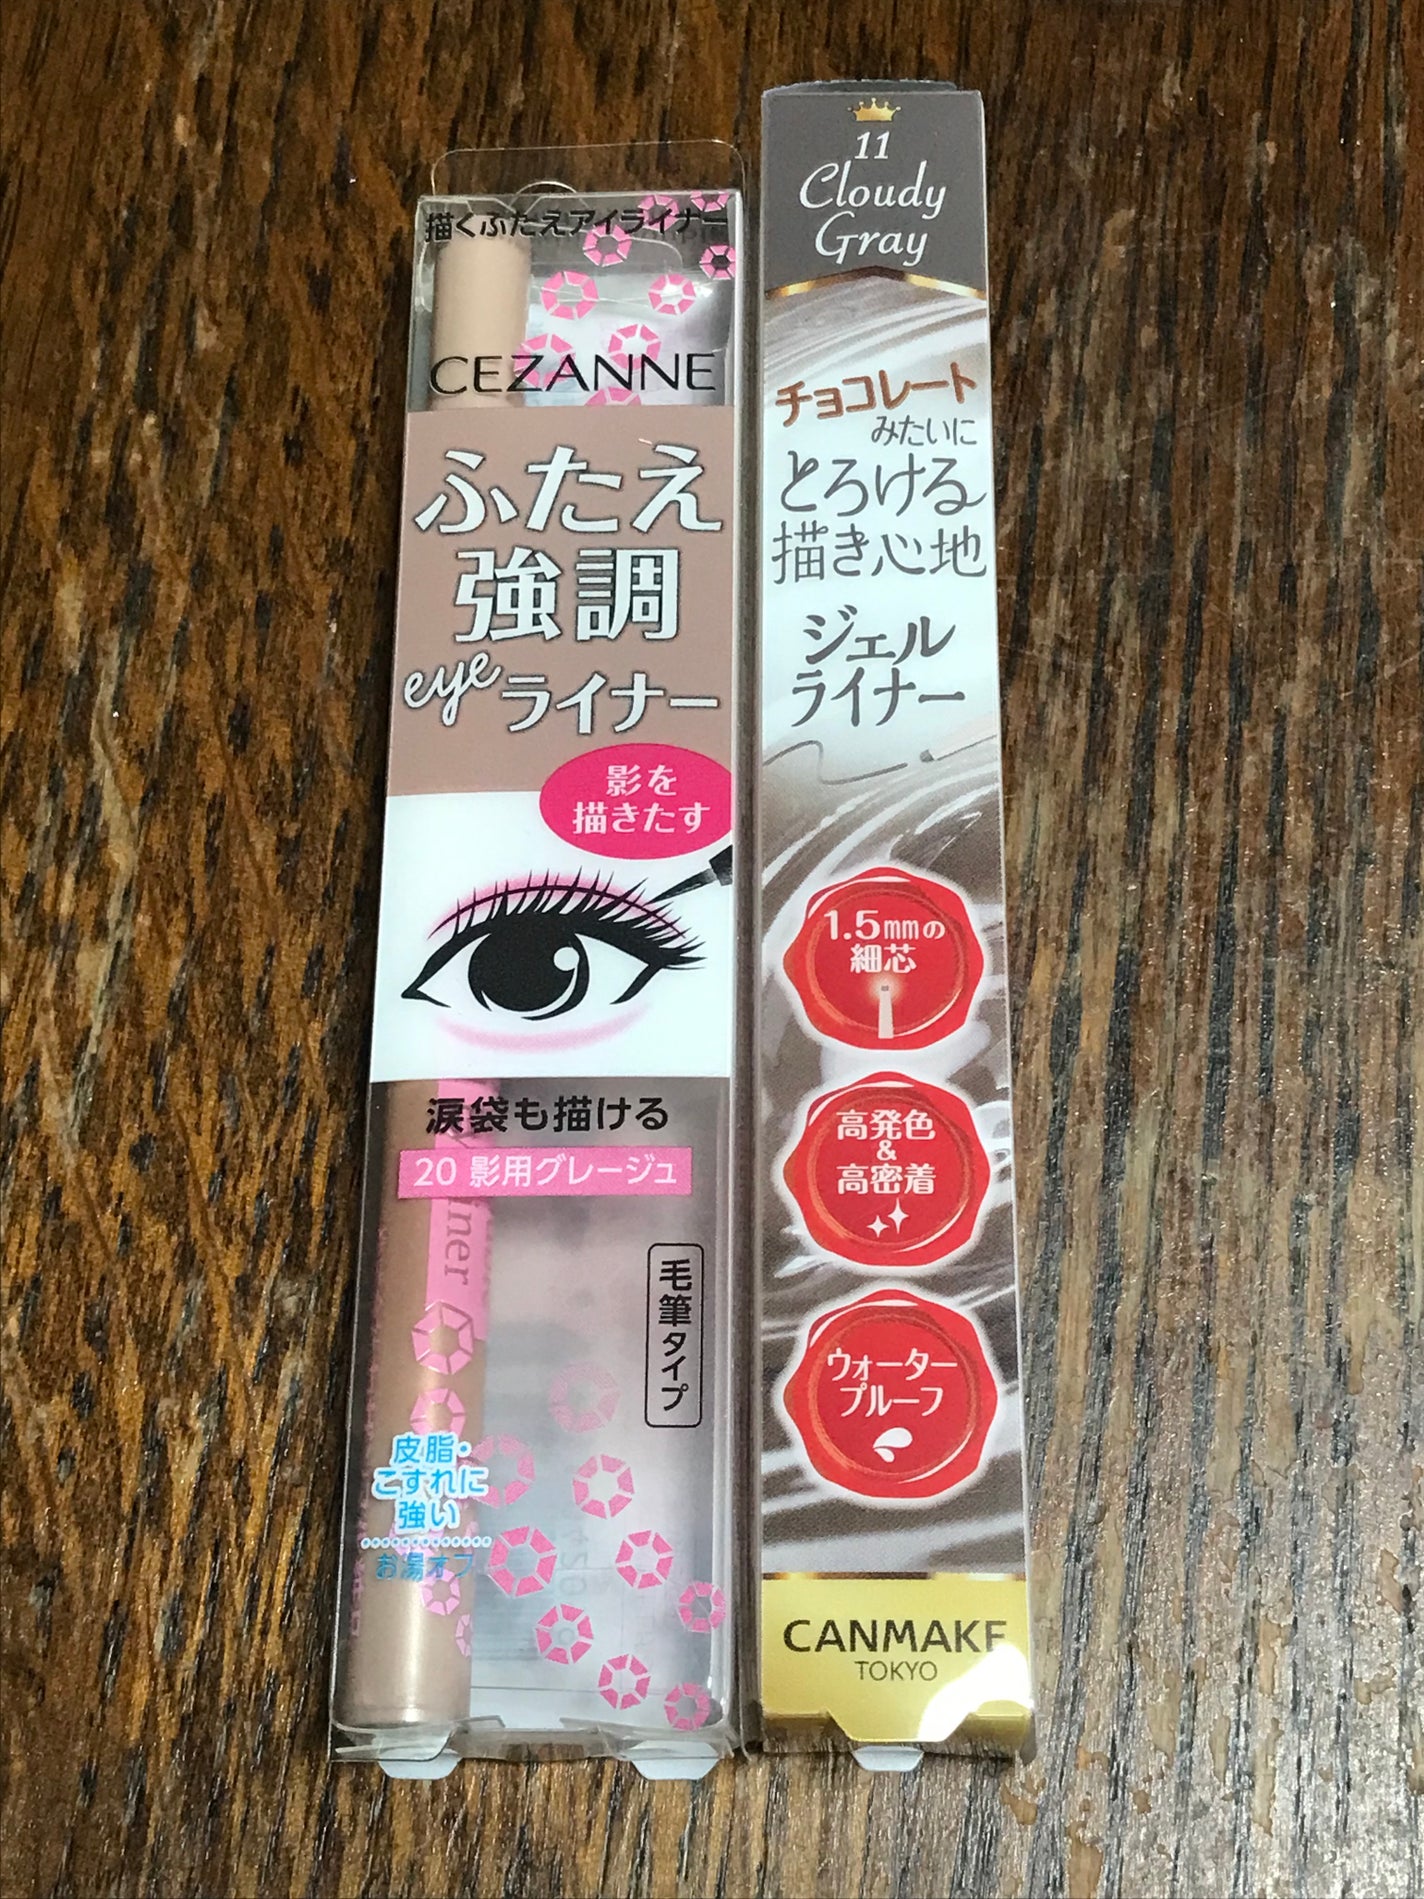 描くふたえアイライナー
CEZANNE
ふたえ
強調
eyeライナー
影を
描きたす
涙袋も描ける
20 影用グレージュ
iner
毛筆タイプ
皮脂・
こすれに
強い
お湯オフ
11
Cloudy
Gray
チョコレート
みたいに
とろける
描き心地
ジェル
ライナー
1.5mmの
細芯
高発色
&
高密着
ウォーター
プルーフ
CANMAKE
TOKYO